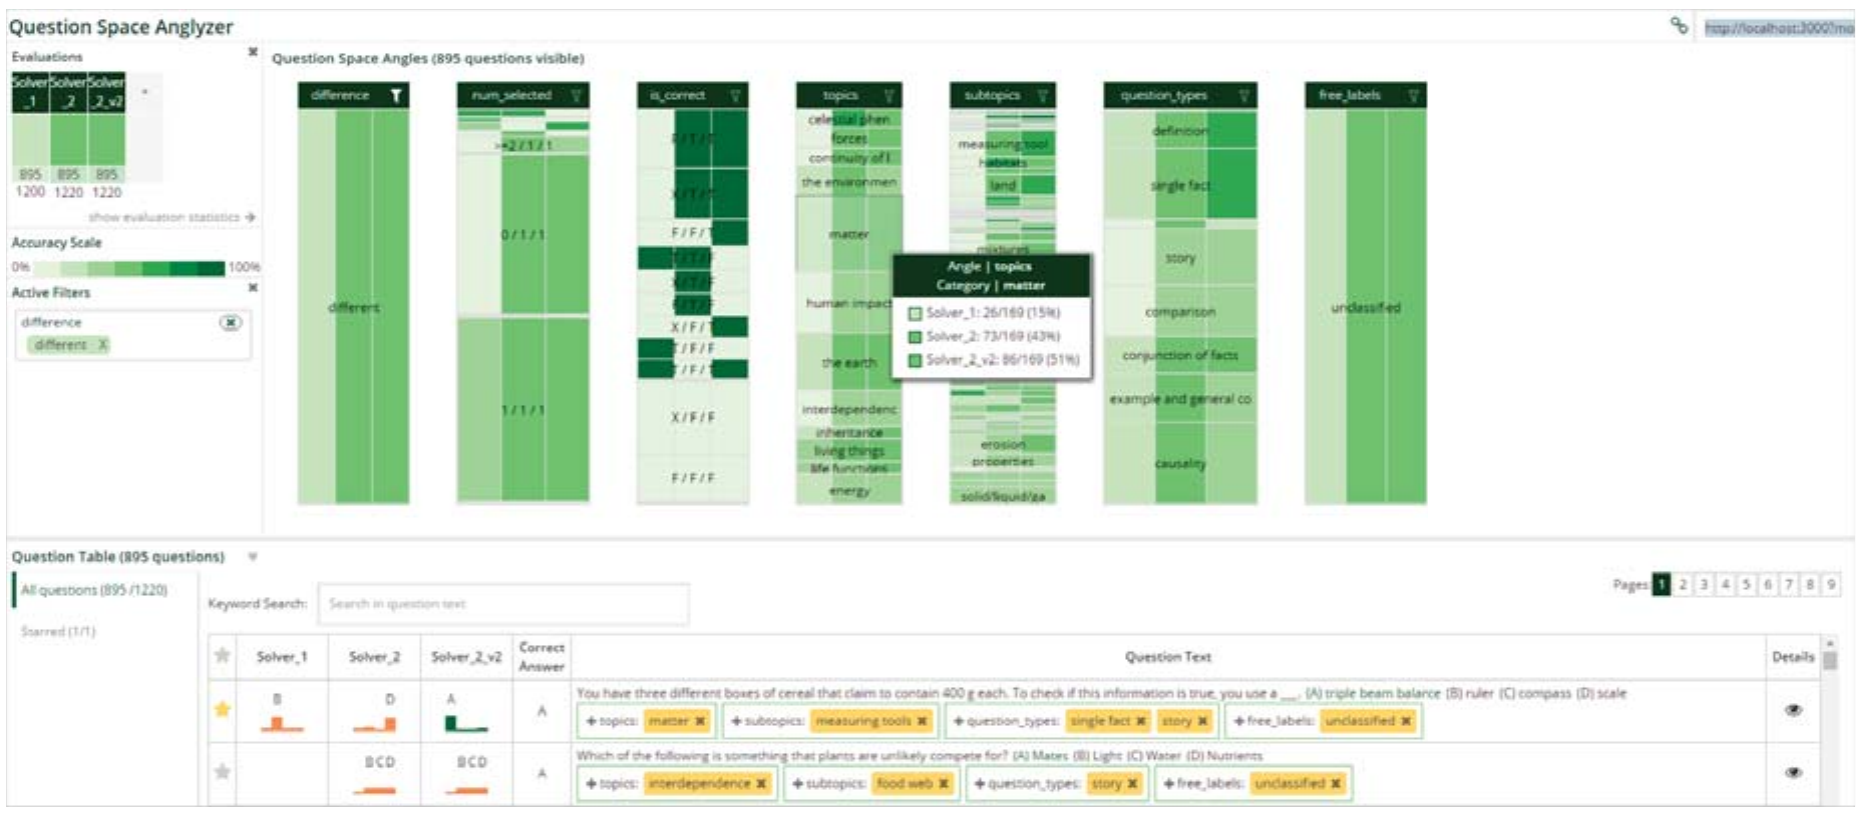 Question Space Anglyzer
http://localhost:3000?mo
Evaluations ✖
Solver_1 Solver_2 Solver_2_v2
895 895 895
1200 1220 1220
show evaluation statistics →
Accuracy Scale
0% 100%
Active Filters ✖
difference
different X
Question Space Angles (895 questions visible)
difference
different
num_selected
>=2 / 1 / 1
0 / 1 / 1
1 / 1 / 1
is_correct
F / T / F
F / F / T
X / F / T
T / F / F
T / F / T
X / F / F
F / F / F
topics
celestial phen
forces
continuity of l
the environmen
matter
human impact
the earth
interdependenc
inheritance
living things
life functions
energy
subtopics
measuring tool
habitats
land
mixtures
erosion
properties
solid/liquid/ga
question_types
definition
single fact
story
comparison
conjunction of facts
example and general co
causality
free_labels
unclassified
Angle | topics
Category | matter
Solver_1: 26/169 (15%)
Solver_2: 73/169 (43%)
Solver_2_v2: 86/169 (51%)
Question Table (895 questions)
All questions (895 /1220)
Starred (1/1)
Keyword Search: Search in question text
Pages: 1 2 3 4 5 6 7 8 9
Solver_1 Solver_2 Solver_2_v2 Correct Answer Question Text Details
B D A A You have three different boxes of cereal that claim to contain 400 g each. To check if this information is true, you use a ___. (A) triple beam balance (B) ruler (C) compass (D) scale
+ topics: matter ✖ + subtopics: measuring tools ✖ + question_types: single fact ✖ story ✖ + free_labels: unclassified ✖
BCD BCD A Which of the following is something that plants are unlikely compete for? (A) Mates (B) Light (C) Water (D) Nutrients
+ topics: interdependence ✖ + subtopics: food web ✖ + question_types: story ✖ + free_labels: unclassified ✖